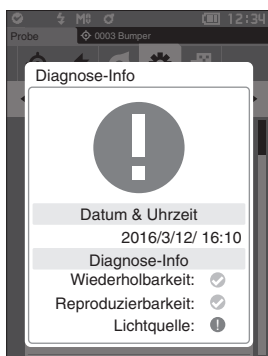 M 12:34
Probe 0003 Bumper
Diagnose-Info
Datum & Uhrzeit
2016/3/12/ 16:10
Diagnose-Info
Wiederholbarkeit:
Reproduzierbarkeit:
Lichtquelle: